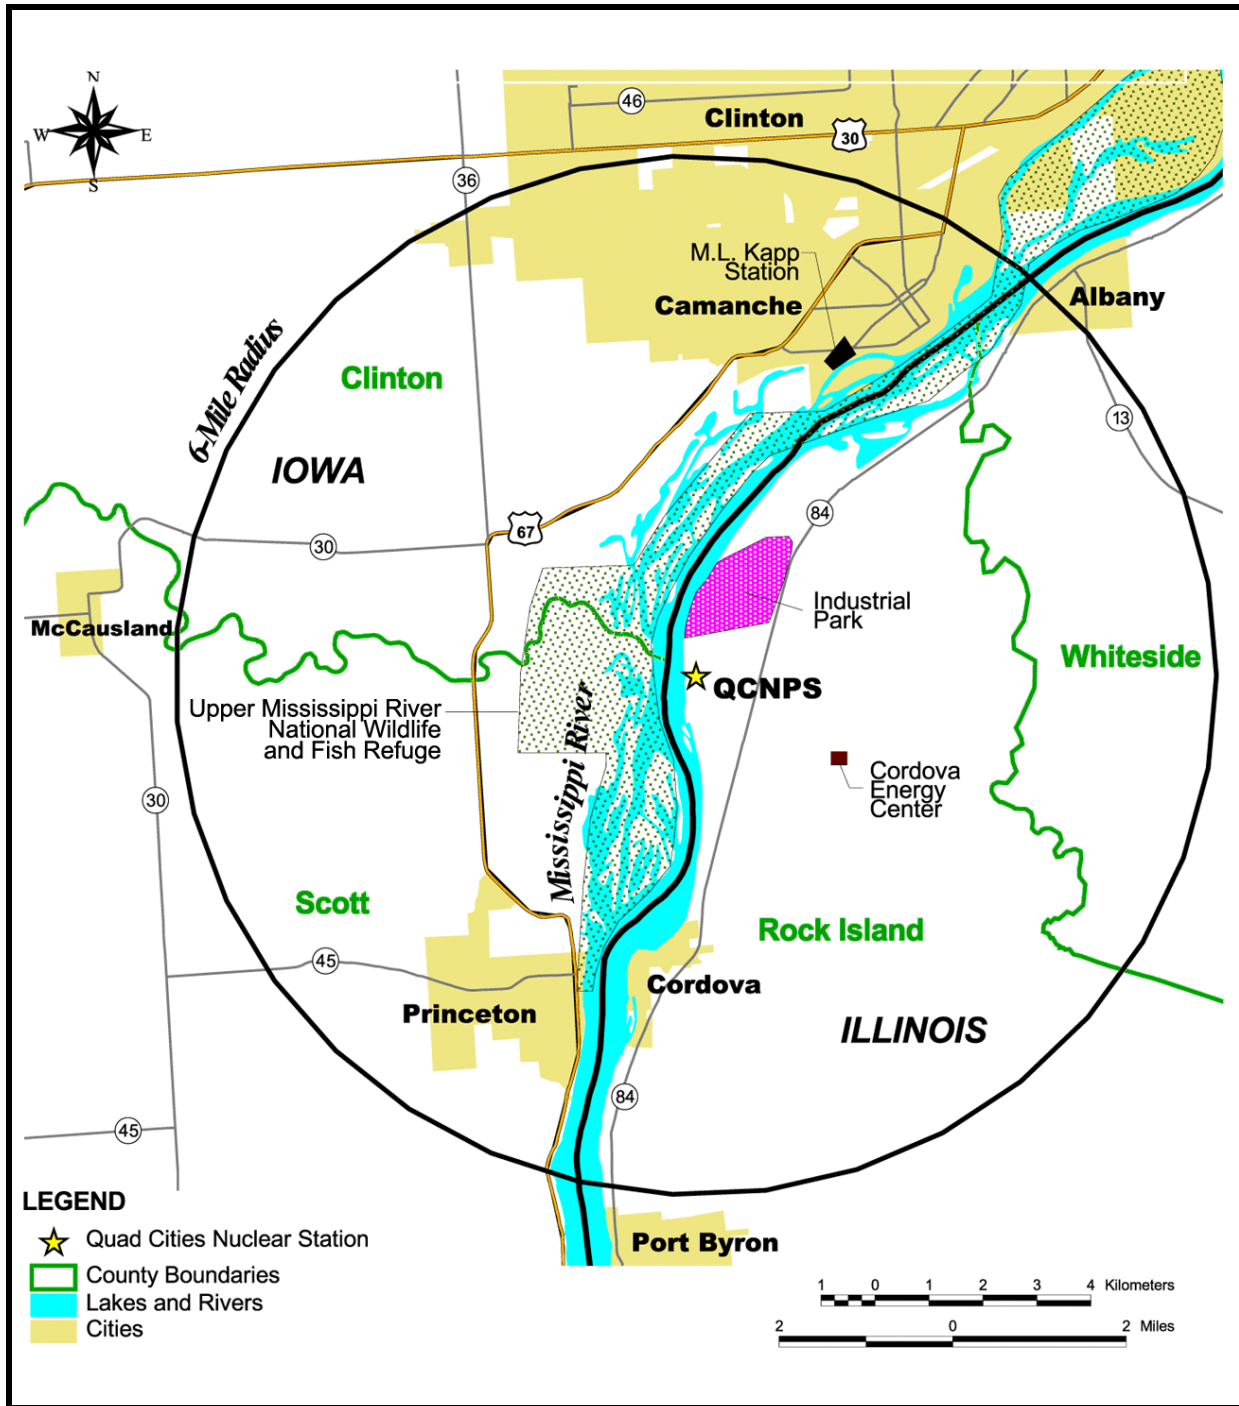 N
W E
S
46
Clinton
30
36
M.L. Kapp
Station
Camanche
Albany
6-Mile Radius
Clinton
IOWA
13
84
67
30
Industrial
Park
McCausland
Whiteside
QCNPS
Upper Mississippi River
National Wildlife
and Fish Refuge
Mississippi River
Cordova
Energy
Center
30
Scott
Rock Island
45
Cordova
Princeton
ILLINOIS
84
45
LEGEND
Quad Cities Nuclear Station
County Boundaries
Lakes and Rivers
Cities
Port Byron
1 0 1 2 3 4 Kilometers
2 0 2 Miles